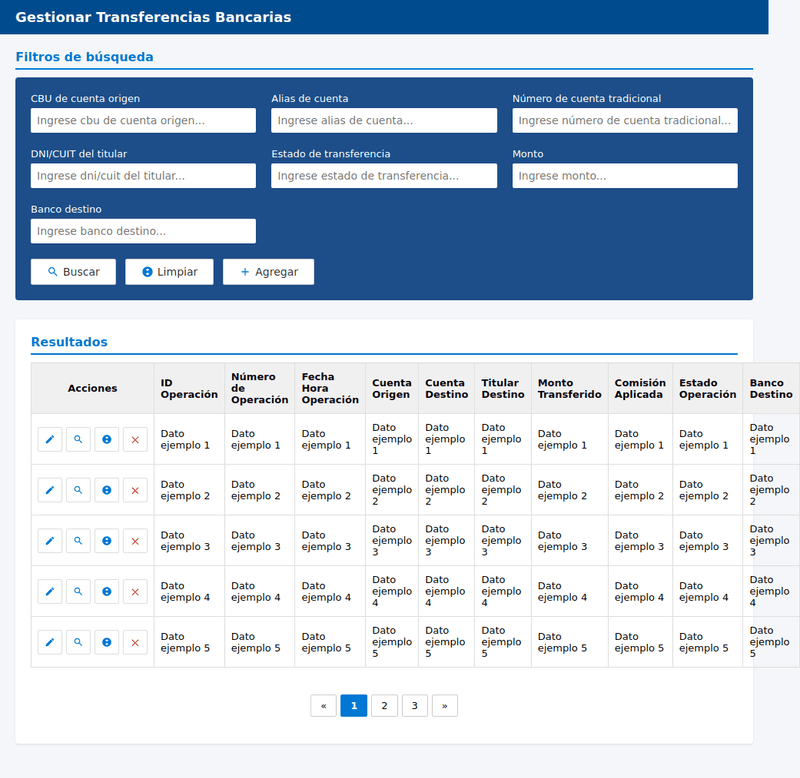 Gestionar Transferencias Bancarias
Filtros de búsqueda
CBU de cuenta origen
Alias de cuenta
Número de cuenta tradicional
Ingrese cbu de cuenta origen...
Ingrese alias de cuenta...
Ingrese número de cuenta tradicional...
DNI/CUIT del titular
Estado de transferencia
Monto
Ingrese dni/cuit del titular...
Ingrese estado de transferencia...
Ingrese monto...
Banco destino
Ingrese banco destino...
Buscar
Limpiar
+ Agregar
Resultados
Acciones
ID
Operación
Número
de
Operación
Fecha
Hora
Operación
Cuenta
Origen
Cuenta
Destino
Titular
Destino
Monto
Transferido
Comisión
Aplicada
Estado
Operación
Banco
Destino
Dato
ejemplo 1
Dato
ejemplo 1
Dato
ejemplo 1
Dato
ejemplo
1
Dato
ejemplo
1
Dato
ejemplo
1
Dato
ejemplo 1
Dato
ejemplo 1
Dato
ejemplo 1
Dato
ejemplo
1
Dato
ejemplo 2
Dato
ejemplo 2
Dato
ejemplo 2
Dato
ejemplo
2
Dato
ejemplo
2
Dato
ejemplo
2
Dato
ejemplo 2
Dato
ejemplo 2
Dato
ejemplo 2
Dato
ejemplo
2
Dato
ejemplo 3
Dato
ejemplo 3
Dato
ejemplo 3
Dato
ejemplo
3
Dato
ejemplo
3
Dato
ejemplo
3
Dato
ejemplo 3
Dato
ejemplo 3
Dato
ejemplo 3
Dato
ejemplo
3
Dato
ejemplo 4
Dato
ejemplo 4
Dato
ejemplo 4
Dato
ejemplo
4
Dato
ejemplo
4
Dato
ejemplo
4
Dato
ejemplo 4
Dato
ejemplo 4
Dato
ejemplo 4
Dato
ejemplo
4
Dato
ejemplo 5
Dato
ejemplo 5
Dato
ejemplo 5
Dato
ejemplo
5
Dato
ejemplo
5
Dato
ejemplo
5
Dato
ejemplo 5
Dato
ejemplo 5
Dato
ejemplo 5
Dato
ejemplo
5
« 1 2 3 »